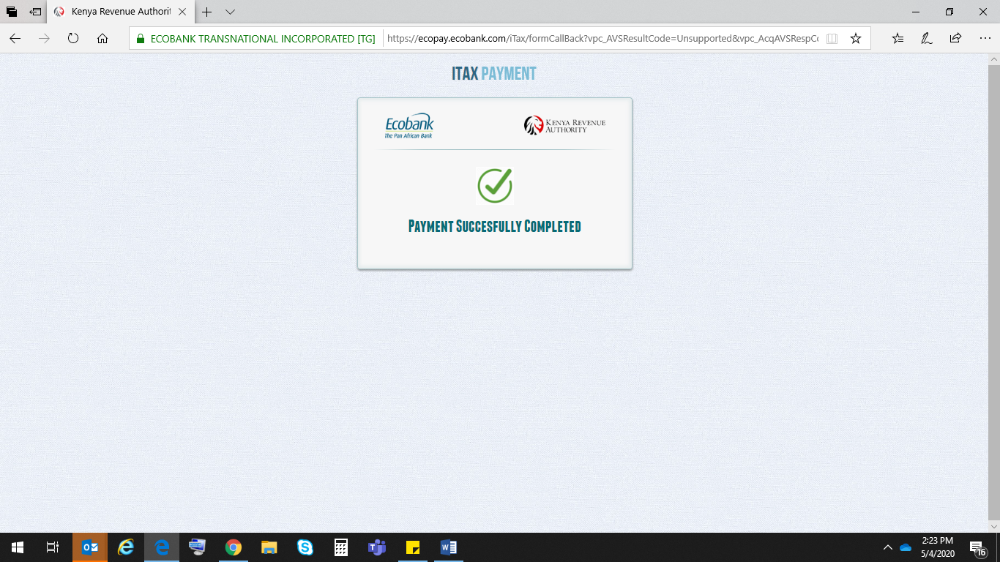 Kenya Revenue Authorit
ECOBANK TRANSNATIONAL INCORPORATED [TG]
https://ecopay.ecobank.com/iTax/formCallBack?vpc_AVSResultCode=Unsupported&vpc_AcqAVSRespCo
ITAX PAYMENT
Ecobank
The Pan African Bank
KENYA REVENUE
AUTHORITY
PAYMENT SUCCESFULLY COMPLETED
2:23 PM
5/4/2020
16